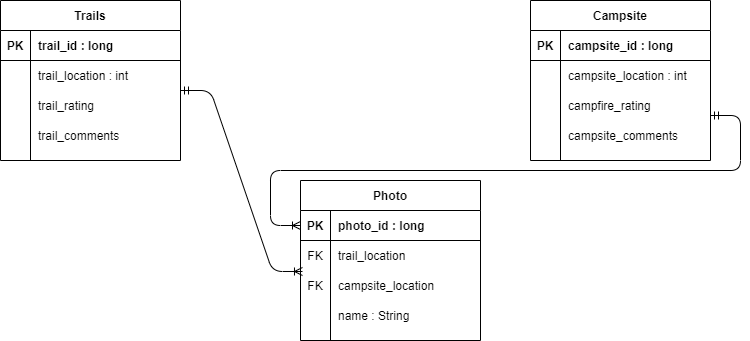 Trails
PK trail_id : long
trail_location : int
trail_rating
trail_comments
Campsite
PK campsite_id : long
campsite_location : int
campfire_rating
campsite_comments
Photo
PK photo_id : long
FK trail_location
FK campsite_location
name : String